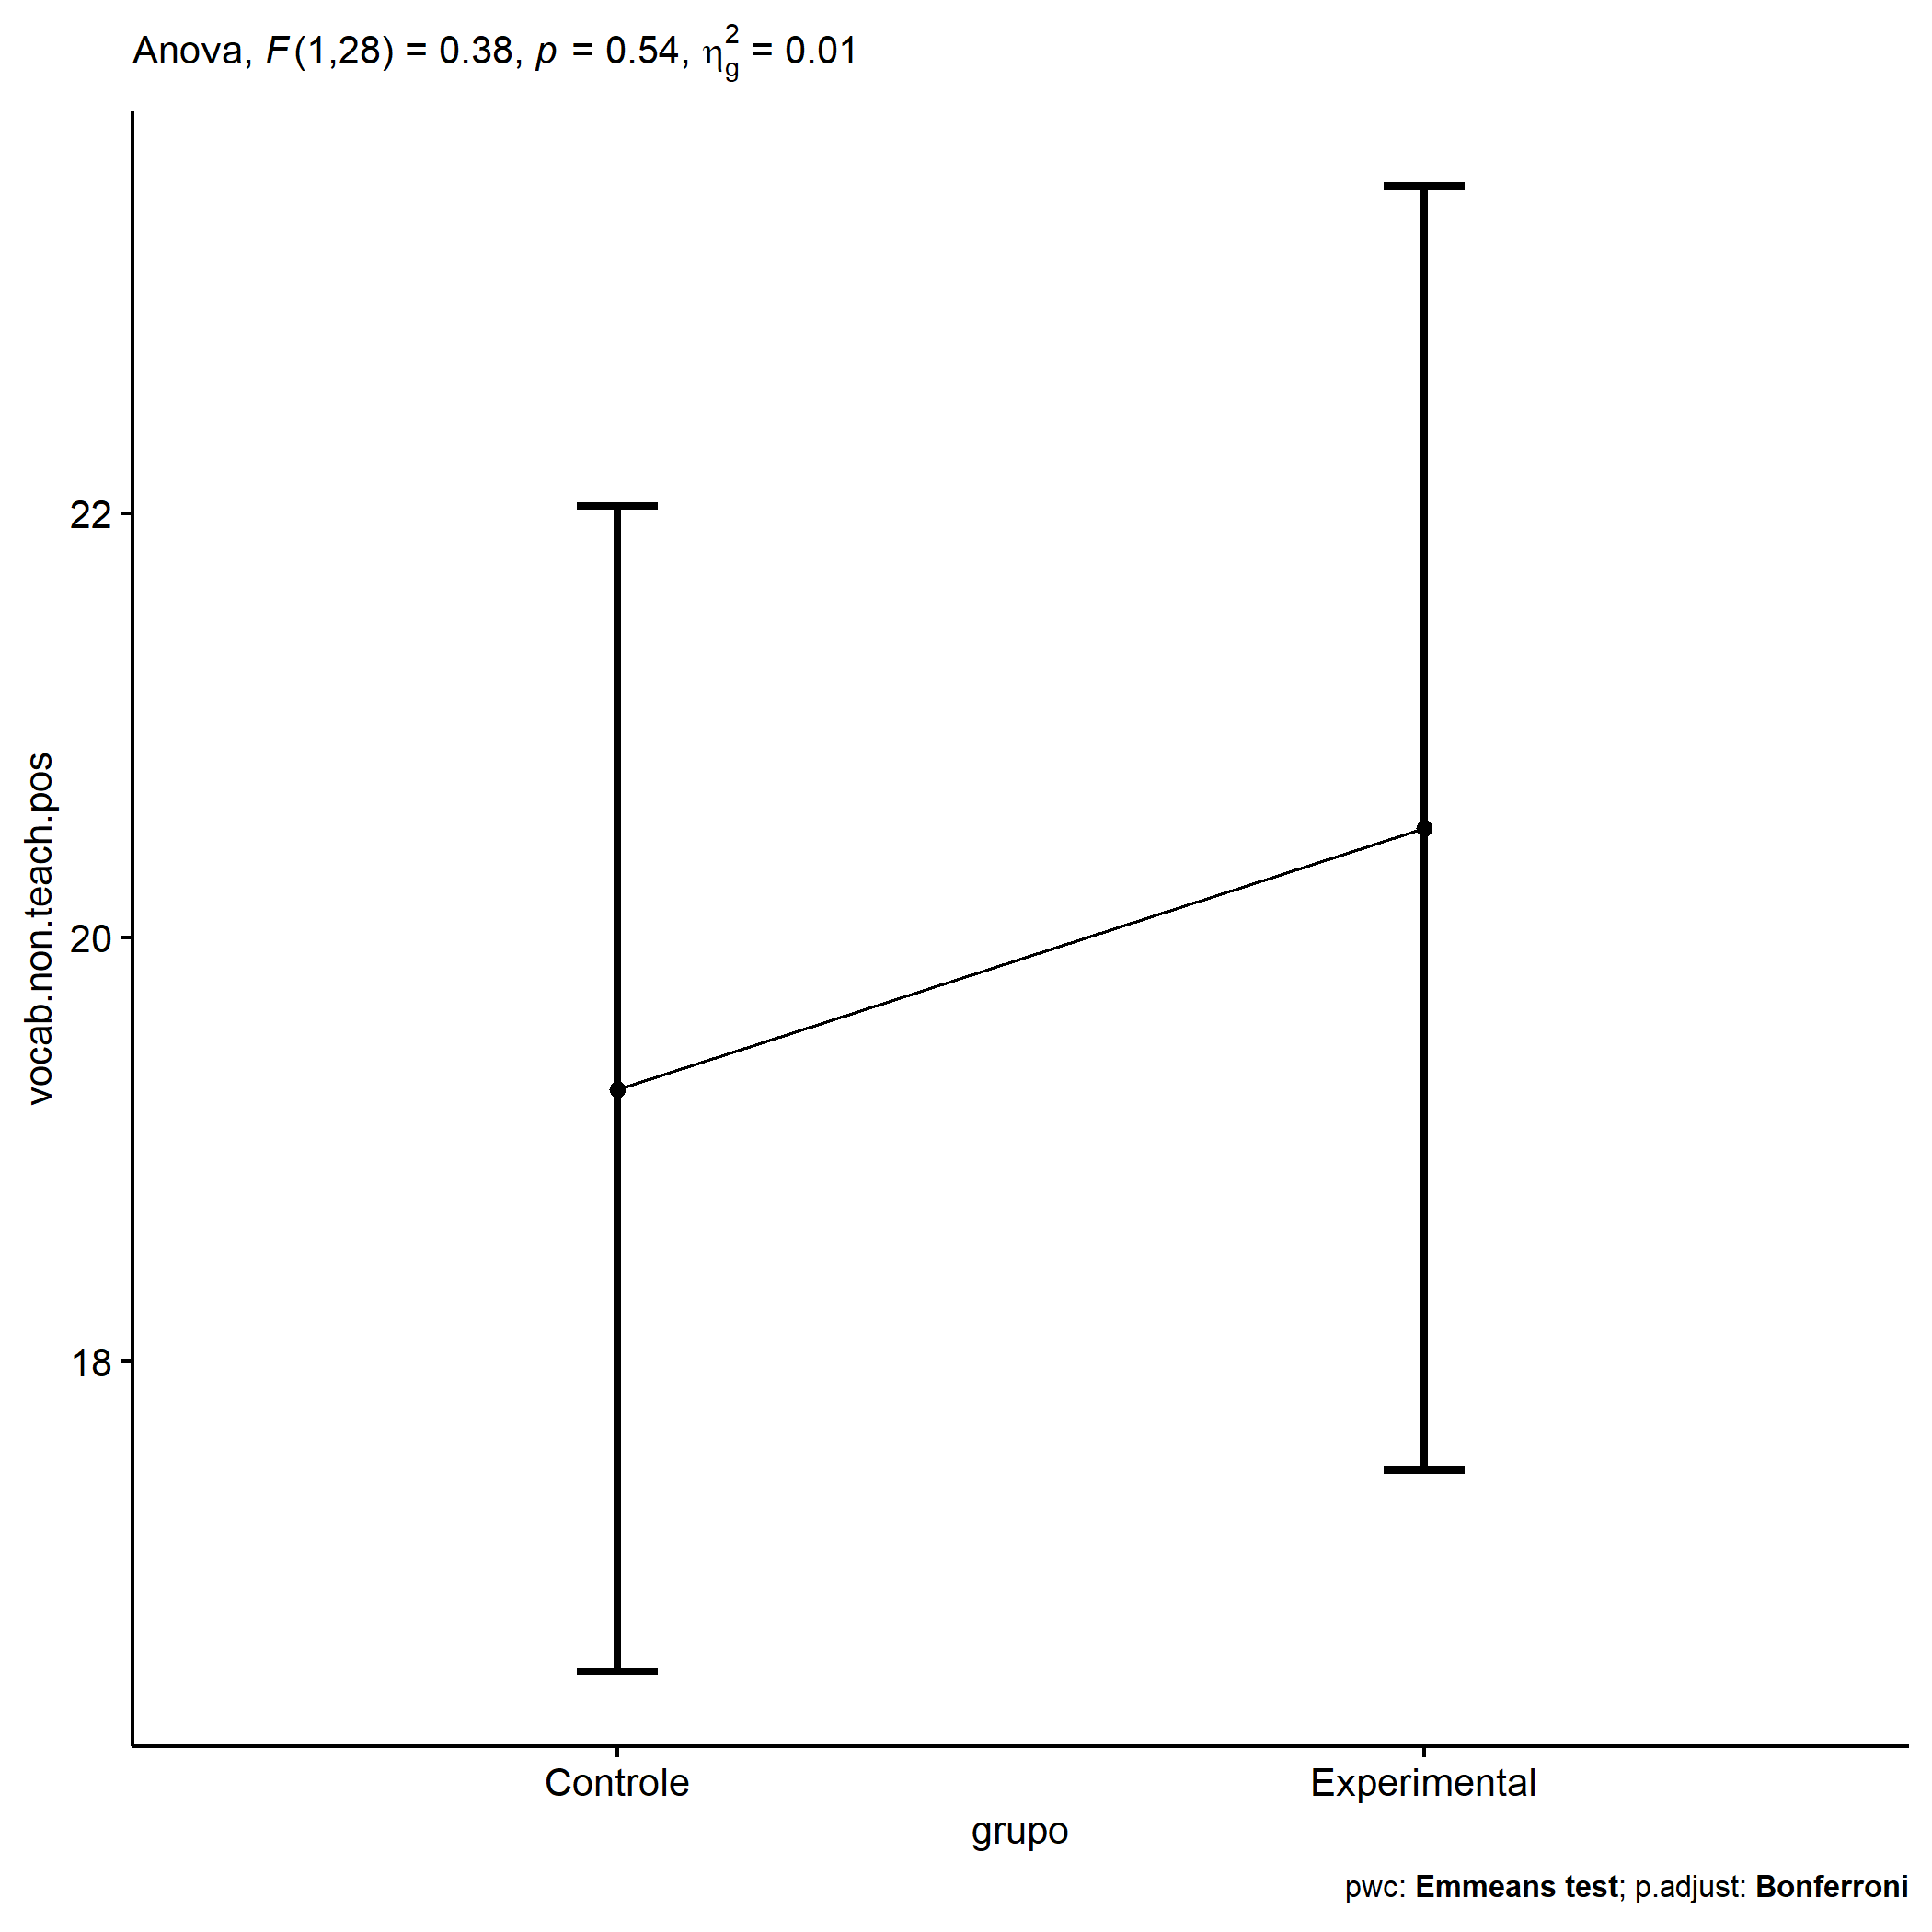 Anova, F(1,28) = 0.38, p = 0.54, η²g = 0.01
vocab.non.teach.pos
22
20
18
Controle Experimental
grupo
pwc: Emmeans test; p.adjust: Bonferroni